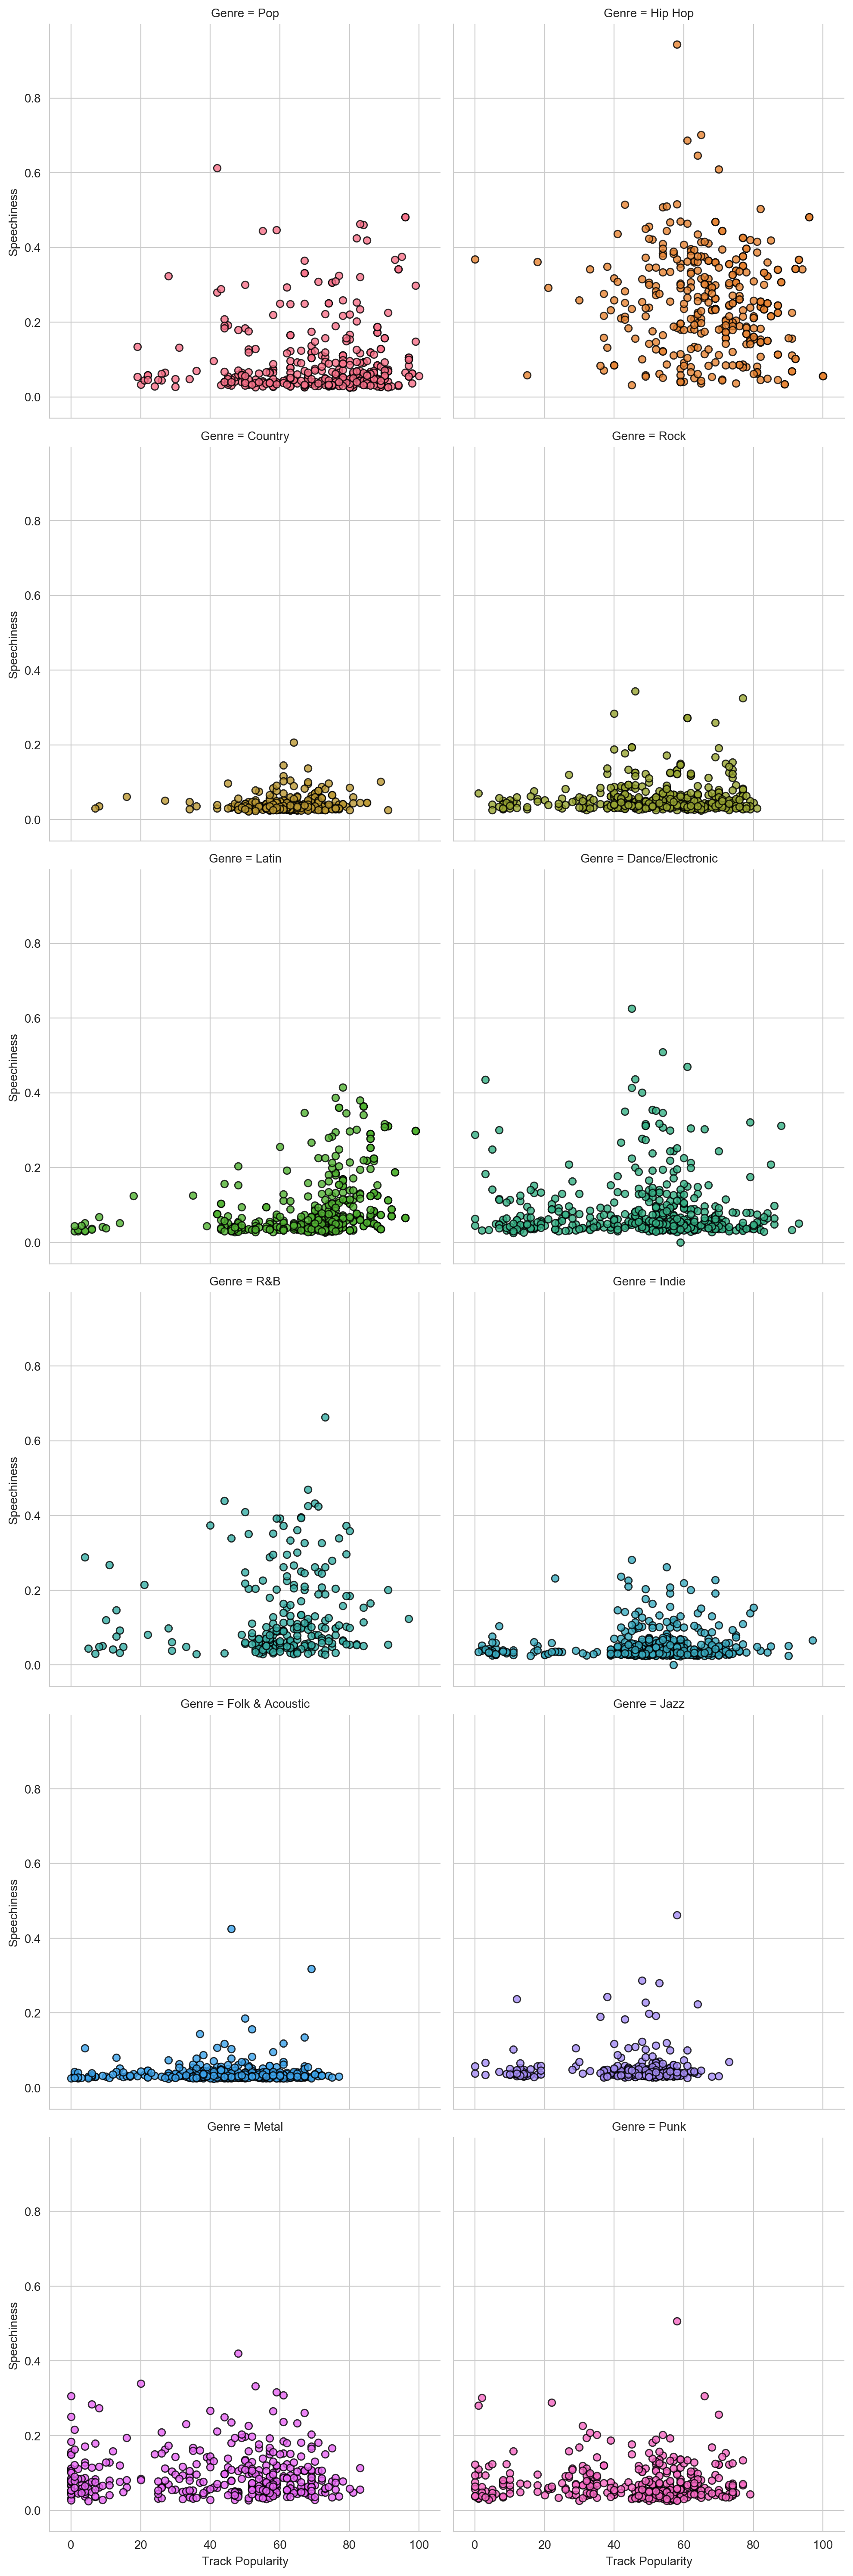 Genre = Pop
Genre = Hip Hop
0.8
0.6
0.4
0.2
0.0
Speechiness
Genre = Country
Genre = Rock
0.8
0.6
0.4
0.2
0.0
Speechiness
Genre = Latin
Genre = Dance/Electronic
0.8
0.6
0.4
0.2
0.0
Speechiness
Genre = R&B
Genre = Indie
0.8
0.6
0.4
0.2
0.0
Speechiness
Genre = Folk & Acoustic
Genre = Jazz
0.8
0.6
0.4
0.2
0.0
Speechiness
Genre = Metal
Genre = Punk
0.8
0.6
0.4
0.2
0.0
Speechiness
0 20 40 60 80 100
0 20 40 60 80 100
Track Popularity
Track Popularity